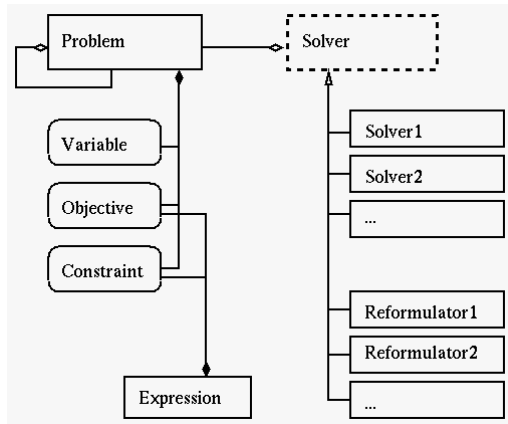 Problem
Solver
Variable
Objective
Constraint
Expression
Solver1
Solver2
...
Reformulator1
Reformulator2
...